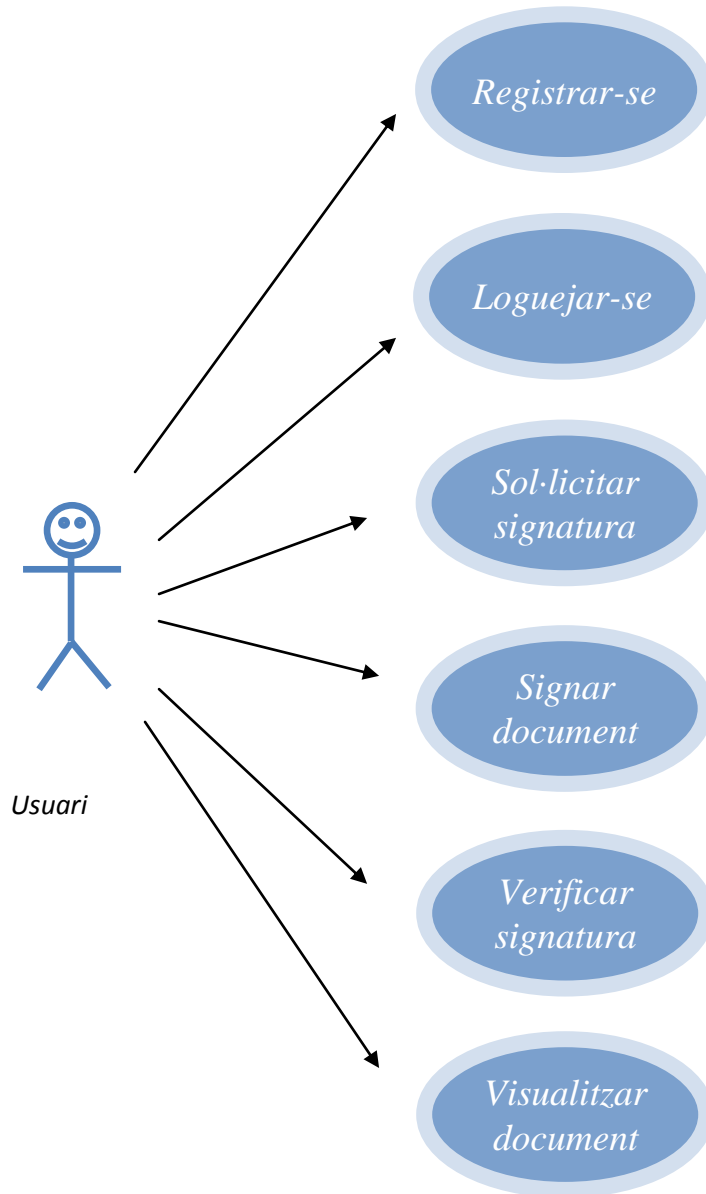 Registrar-se
Loguejar-se
Sol·licitar
signatura
Signar
document
Usuari
Verificar
signatura
Visualitzar
document